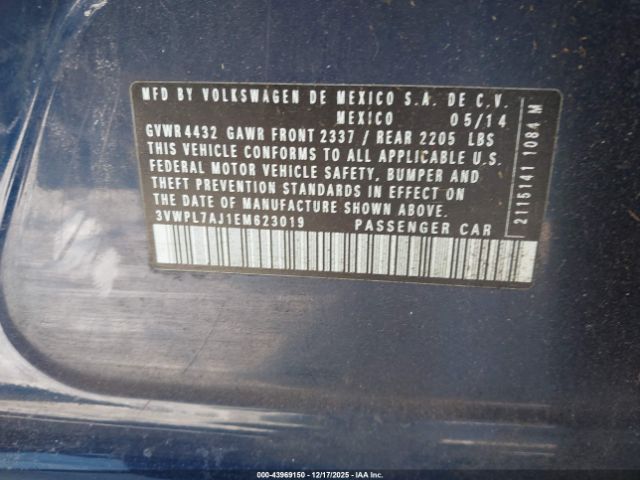 MFD BY VOLKSWAGEN DE MEXICO S.A. DE C.V.
MEXICO 05/14
GVWR 4432 GAWR FRONT 2337 / REAR 2205 LBS
THIS VEHICLE CONFORMS TO ALL APPLICABLE U.S.
FEDERAL MOTOR VEHICLE SAFETY, BUMPER AND
THEFT PREVENTION STANDARDS IN EFFECT ON
THE DATE OF MANUFACTURE SHOWN ABOVE.
3VWPL7AJ1EM623019 PASSENGER CAR
2115141 1084 M
000-43969150 - 12/17/2025 - IAAI.COM